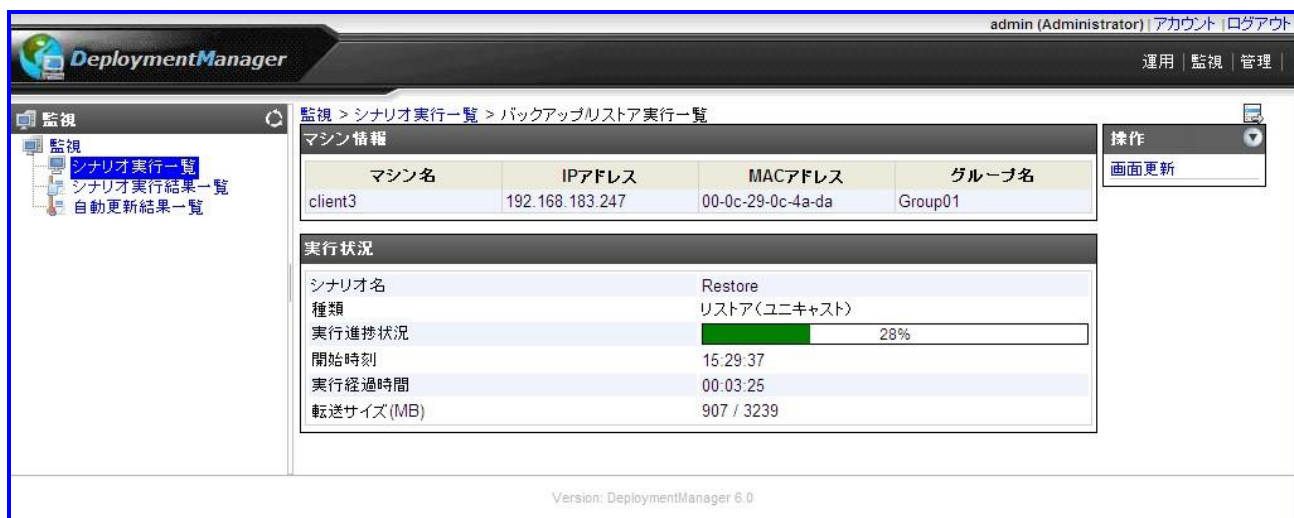 admin (Administrator) | アカウント | ログアウト
DeploymentManager
運用 | 監視 | 管理 |
監視
監視
シナリオ実行一覧
シナリオ実行結果一覧
自動更新結果一覧
監視 > シナリオ実行一覧 > バックアップ/リストア実行一覧
マシン情報
マシン名 IPアドレス MACアドレス グループ名
client3 192.168.183.247 00-0c-29-0c-4a-da Group01
実行状況
シナリオ名 Restore
種類 リストア(ユニキャスト)
実行進捗状況 28%
開始時刻 15:29:37
実行経過時間 00:03:25
転送サイズ(MB) 907 / 3239
操作
画面更新
Version: DeploymentManager 6.0